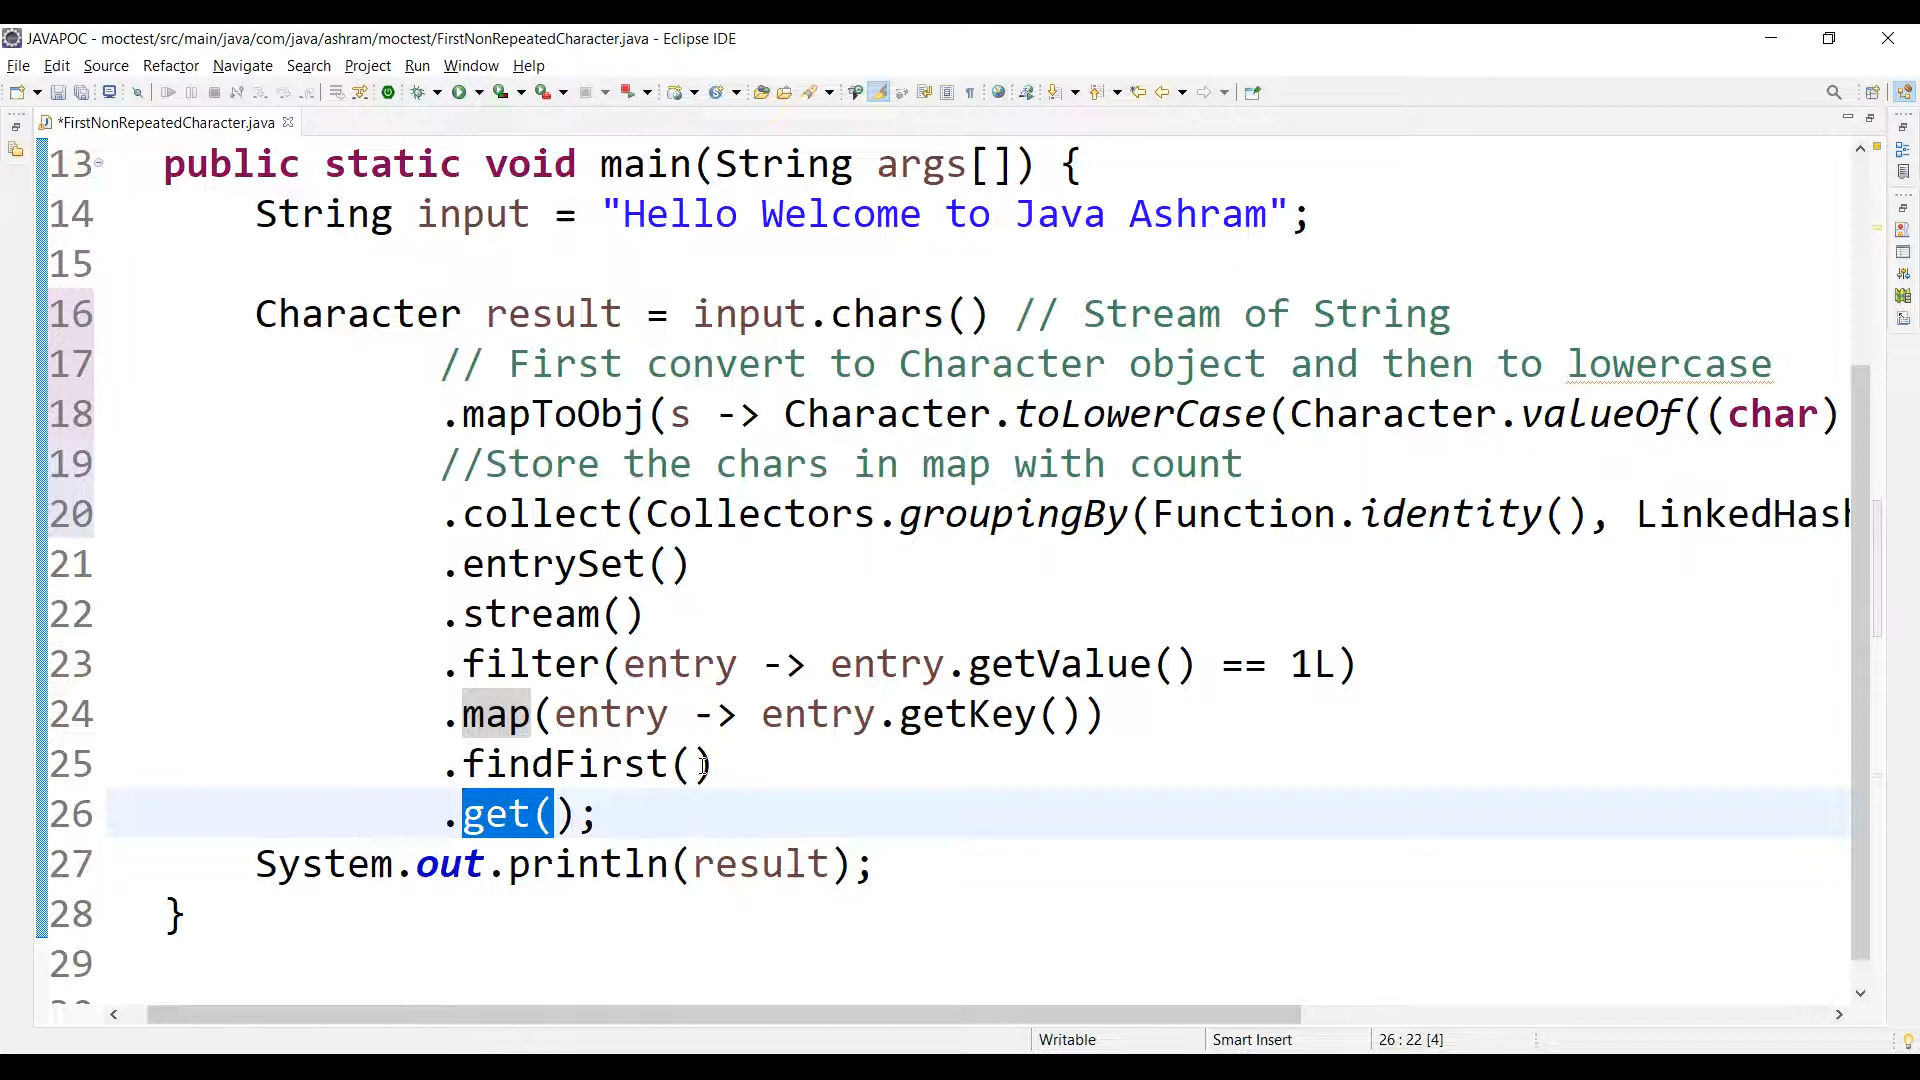 JAVAPOC - moctest/src/main/java/com/java/ashram/moctest/FirstNonRepeatedCharacter.java - Eclipse IDE
File Edit Source Refactor Navigate Search Project Run Window Help
*FirstNonRepeatedCharacter.java
13 public static void main(String args[]) {
14 String input = "Hello Welcome to Java Ashram";
15
16 Character result = input.chars() // Stream of String
17 // First convert to Character object and then to lowercase
18 .mapToObj(s -> Character.toLowerCase(Character.valueOf((char)
19 //Store the chars in map with count
20 .collect(Collectors.groupingBy(Function.identity(), LinkedHash
21 .entrySet()
22 .stream()
23 .filter(entry -> entry.getValue() == 1L)
24 .map(entry -> entry.getKey())
25 .findFirst()
26 .get();
27 System.out.println(result);
28 }
29
Writable Smart Insert 26 : 22 [4]